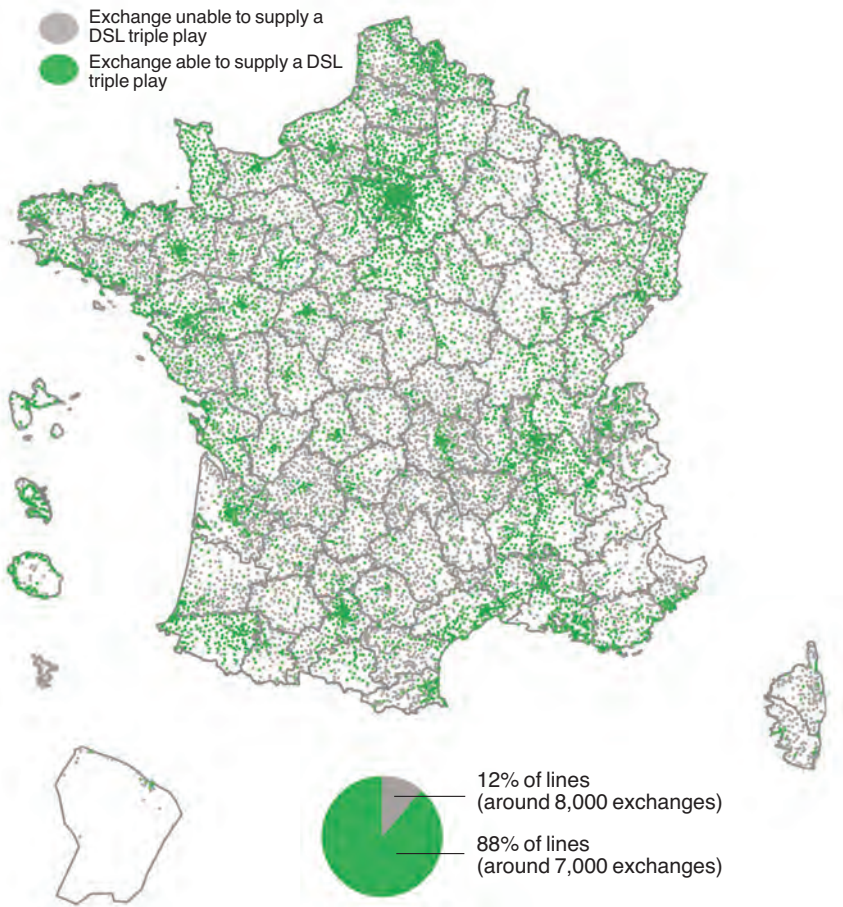 Exchange unable to supply a
DSL triple play
Exchange able to supply a DSL
triple play
12% of lines
(around 8,000 exchanges)
88% of lines
(around 7,000 exchanges)